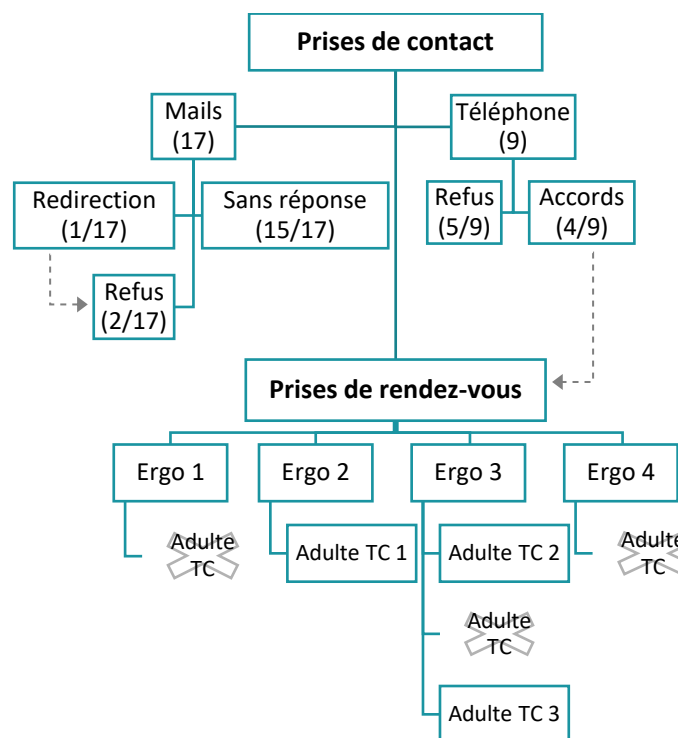 Prises de contact
Mails
(17)
Téléphone
(9)
Redirection
(1/17)
Sans réponse
(15/17)
Refus
(5/9)
Accords
(4/9)
Refus
(2/17)
Prises de rendez-vous
Ergo 1
Ergo 2
Ergo 3
Ergo 4
Adulte
TC
Adulte TC 1
Adulte TC 2
Adulte
TC
Adulte
TC
Adulte TC 3